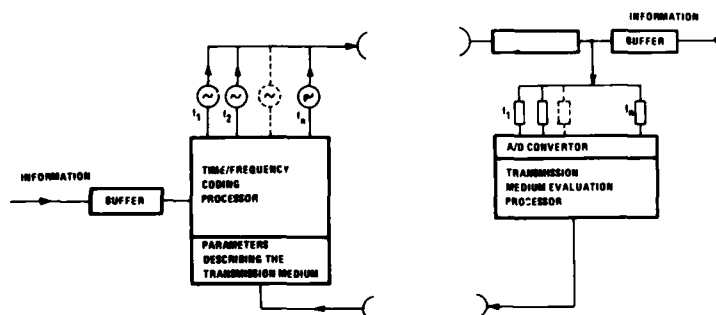 INFORMATION
BUFFER
f1
f2
fn
TIME/FREQUENCY
CODING
PROCESSOR
PARAMETERS
DESCRIBING THE
TRANSMISSION MEDIUM
INFORMATION
BUFFER
f1
fn
A/D CONVERTOR
TRANSMISSION
MEDIUM EVALUATION
PROCESSOR